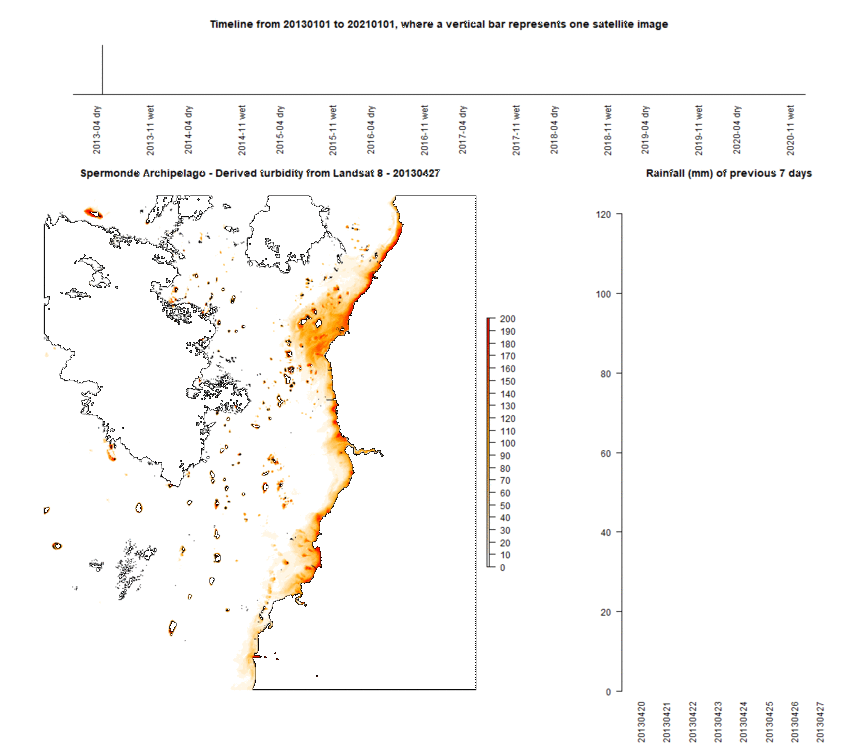 Timeline from 20130101 to 20210101, where a vertical bar represents one satellite image
2013-04 dry
2013-11 wet
2014-04 dry
2014-11 wet
2015-04 dry
2015-11 wet
2016-04 dry
2016-11 wet
2017-04 dry
2017-11 wet
2018-04 dry
2018-11 wet
2019-04 dry
2019-11 wet
2020-04 dry
2020-11 wet
Spermonde Archipelago - Derived turbidity from Landsat 8 - 20130427
200
190
180
170
160
150
140
130
120
110
100
90
80
70
60
50
40
30
20
10
0
Rainfall (mm) of previous 7 days
120
100
80
60
40
20
0
20130420
20130421
20130422
20130423
20130424
20130425
20130426
20130427